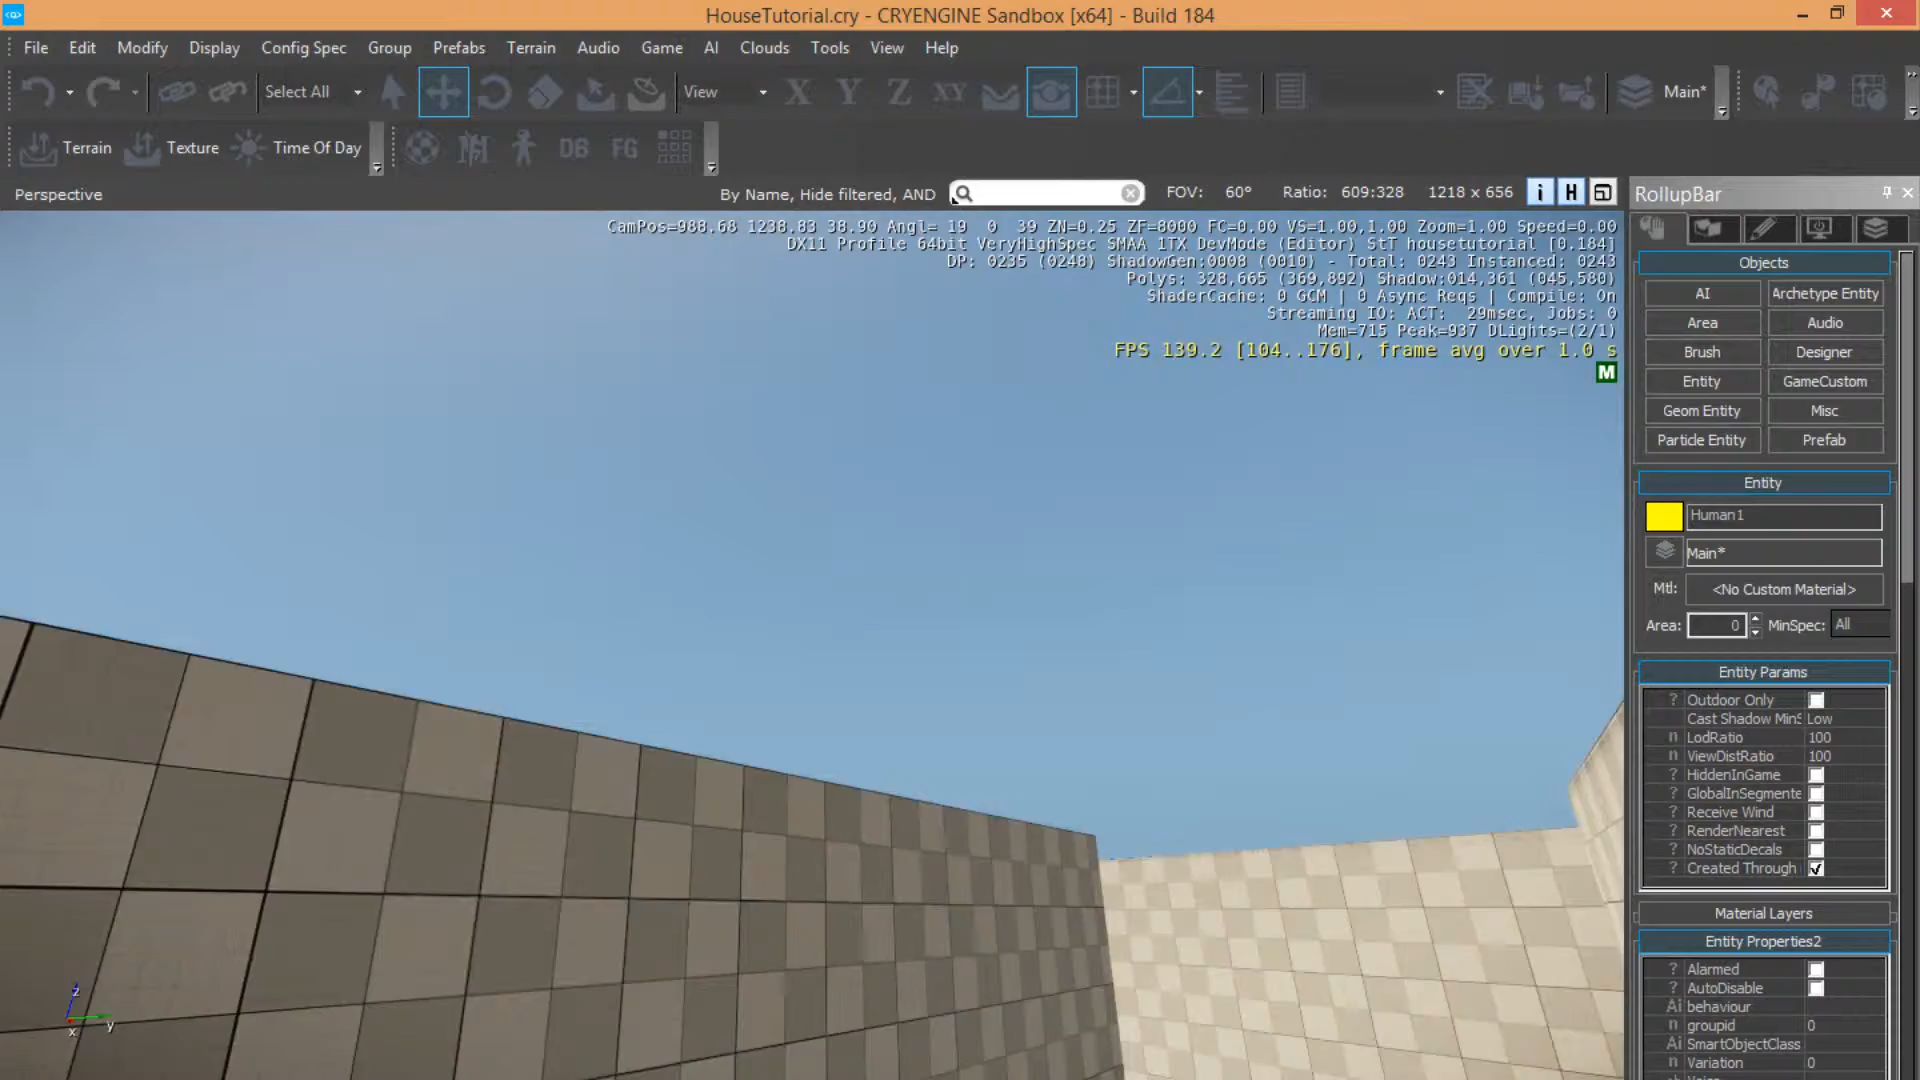 HouseTutorial.cry - CRYENGINE Sandbox [x64] - Build 184
File Edit Modify Display Config Spec Group Prefabs Terrain Audio Game AI Clouds Tools View Help
Select All View X Y Z XY Main*
Terrain Texture Time Of Day DB FG
Perspective By Name, Hide filtered, AND FOV: 60° Ratio: 609:328 1218 x 656 i H
CamPos=988.68 1238.83 38.90 Angl= 19 0 39 ZN=0.25 ZF=8000 FC=0.00 VS=1.00,1.00 Zoom=1.00 Speed=0.00
DX11 Profile 64bit VeryHighSpec SMAA 1TX DevMode (Editor) StT housetutorial [0.184]
DP: 0235 (0248) ShadowGen:0008 (0010) - Total: 0243 Instanced: 0243
Polys: 328,665 (369,892) Shadow:014,361 (045,580)
ShaderCache: 0 GCM | 0 Async Reqs | Compile: On
Streaming IO: ACT: 29msec, Jobs: 0
Mem=715 Peak=937 DLights=(2/1)
FPS 139.2 [104..176], frame avg over 1.0 s
M
z
x y
RollupBar
Objects
AI Archetype Entity
Area Audio
Brush Designer
Entity GameCustom
Geom Entity Misc
Particle Entity Prefab
Entity
Human1
Main*
Mtl: <No Custom Material>
Area: 0 MinSpec: All
Entity Params
? Outdoor Only
Cast Shadow MinS Low
n LodRatio 100
n ViewDistRatio 100
? HiddenInGame
? GlobalInSegmente
? Receive Wind
? RenderNearest
? NoStaticDecals
? Created Through
Material Layers
Entity Properties2
? Alarmed
? AutoDisable
Ai behaviour
n groupid 0
Ai SmartObjectClass
n Variation 0